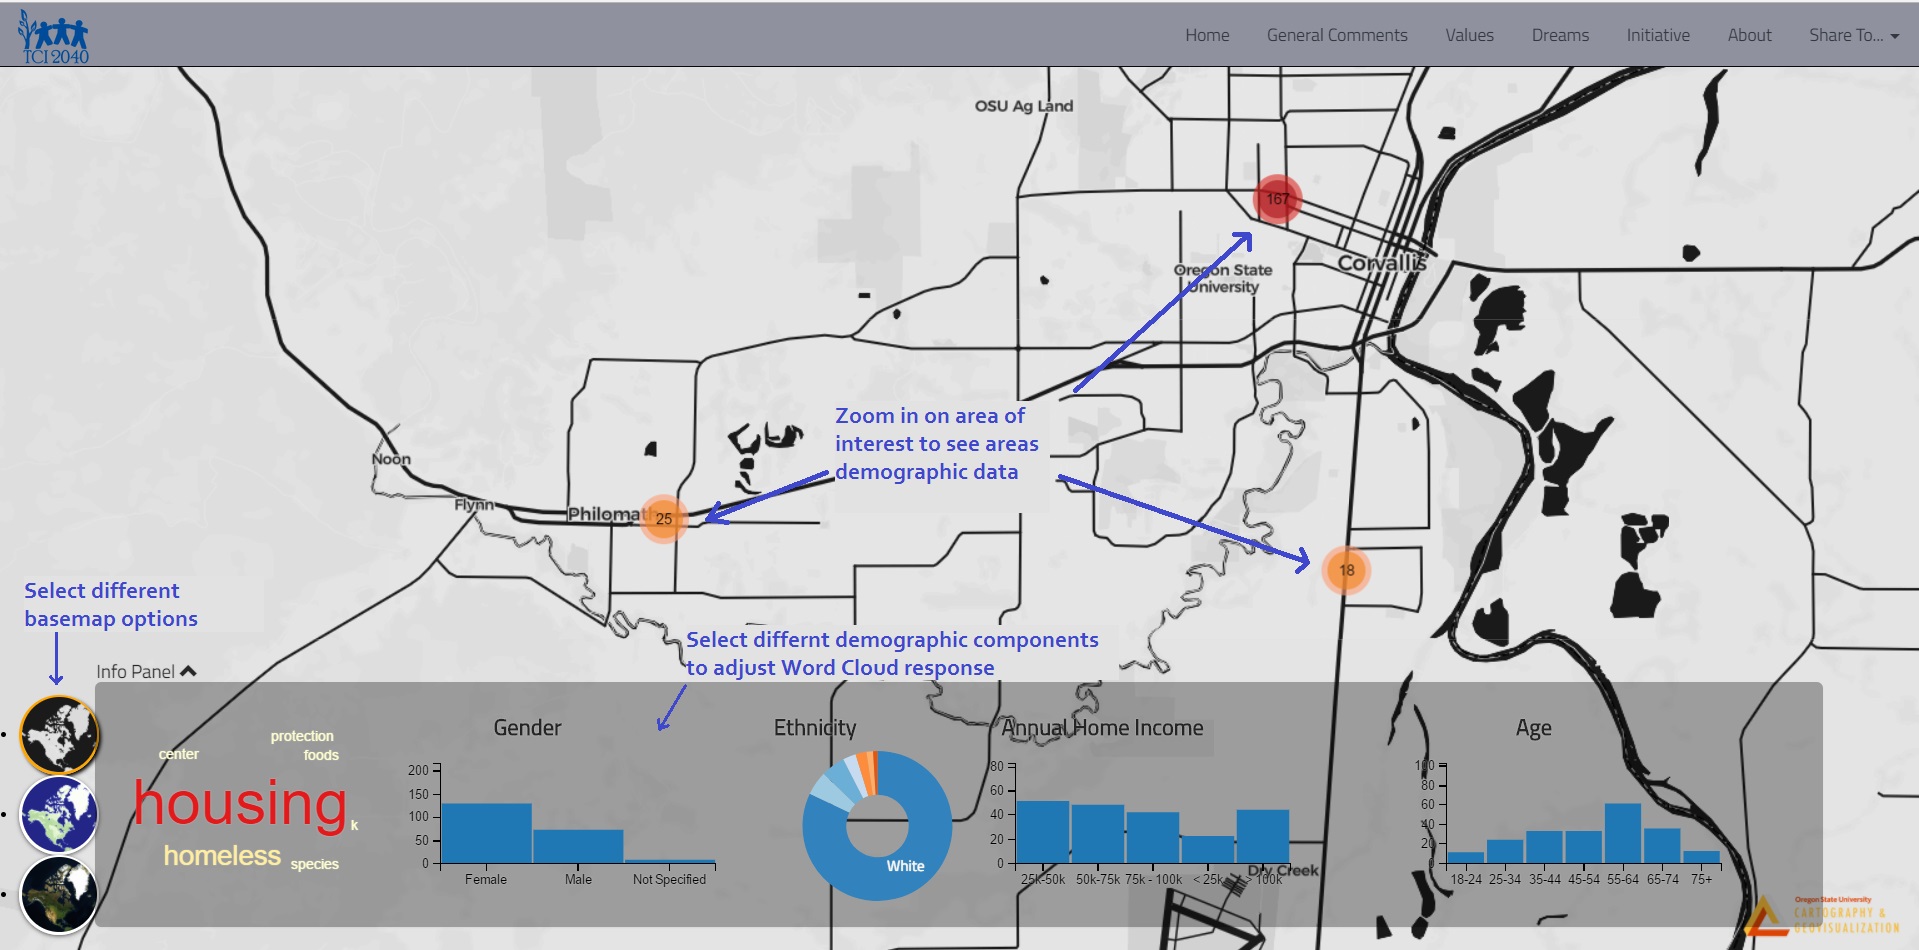 TCI 2040
Home General Comments Values Dreams Initiative About Share To...
OSU Ag Land
167
Oregon State
University
Corvallis
Zoom in on area of
interest to see areas
demographic data
Noon
Flynn
Philomath
25
18
Select different
basemap options
Select differnt demographic components
to adjust Word Cloud response
Info Panel
protection
center
foods
housing
k
homeless
species
Gender
200
150
100
50
0
Female Male Not Specified
Ethnicity
White
Annual Home Income
80
60
40
20
0
25k-50k 50k-75k 75k - 100k < 25k > 100k
Dry Creek
Age
100
80
60
40
20
0
18-24 25-34 35-44 45-54 55-64 65-74 75+
Oregon State University
CARTOGRAPHY &
GEOVISUALIZATION